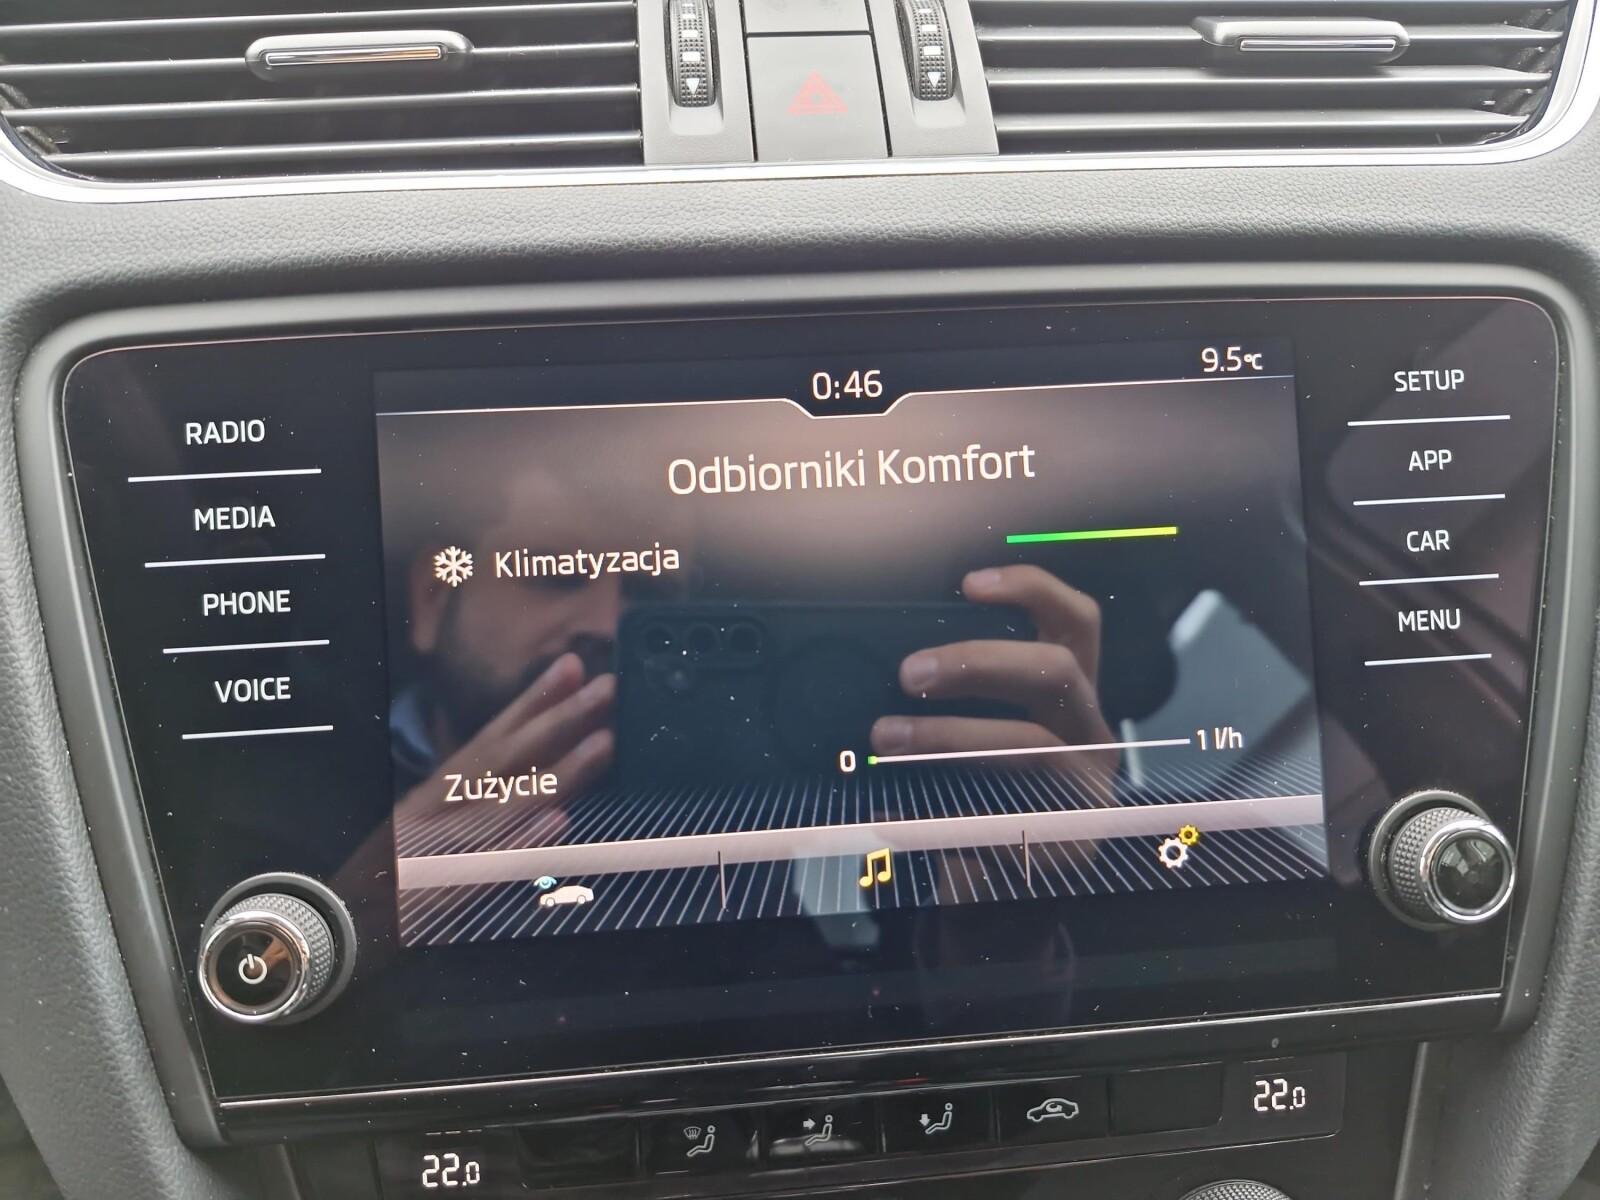 0:46
9.5°C
RADIO
MEDIA
PHONE
VOICE
Odbiorniki Komfort
Klimatyzacja
Zużycie
0
1 l/h
SETUP
APP
CAR
MENU
22.0
22.0